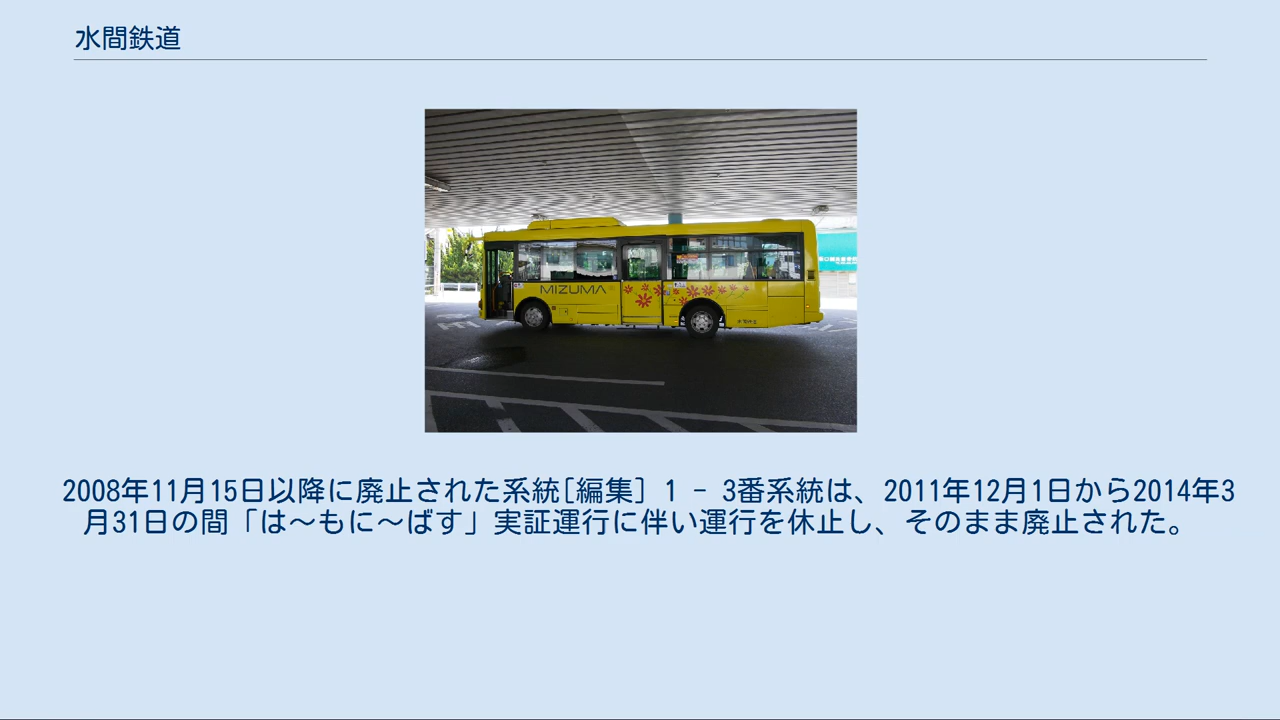 水間鉄道
MIZUMA
2008年11月15日以降に廃止された系統[編集] 1 - 3番系統は、2011年12月1日から2014年3
月31日の間「は～もに～ばす」実証運行に伴い運行を休止し、そのまま廃止された。